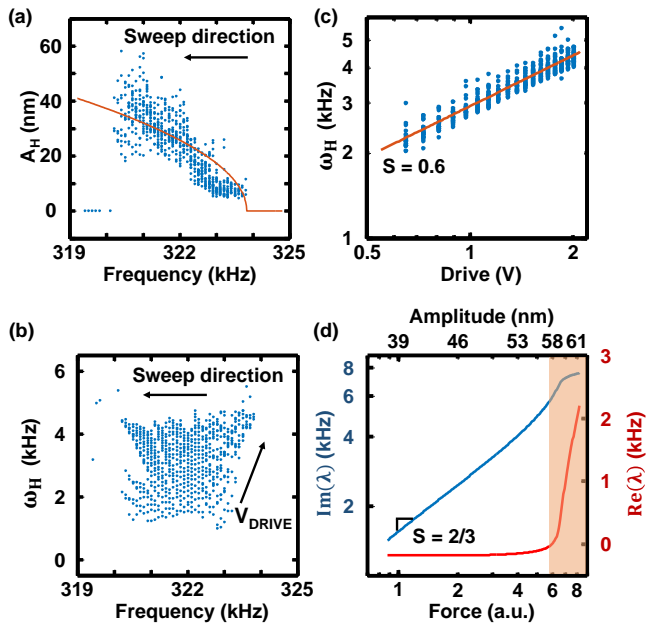 (a)
Sweep direction
A_H (nm)
60
40
20
0
319
322
325
Frequency (kHz)
(c)
ω_H (kHz)
5
4
3
2
1
S = 0.6
0.5
1
2
Drive (V)
(b)
Sweep direction
ω_H (kHz)
6
4
2
0
V_DRIVE
319
322
325
Frequency (kHz)
(d)
Amplitude (nm)
39
46
53
58
61
Im(λ) (kHz)
8
6
4
2
S = 2/3
3
2
1
0
Re(λ) (kHz)
1
2
4
6
8
Force (a.u.)